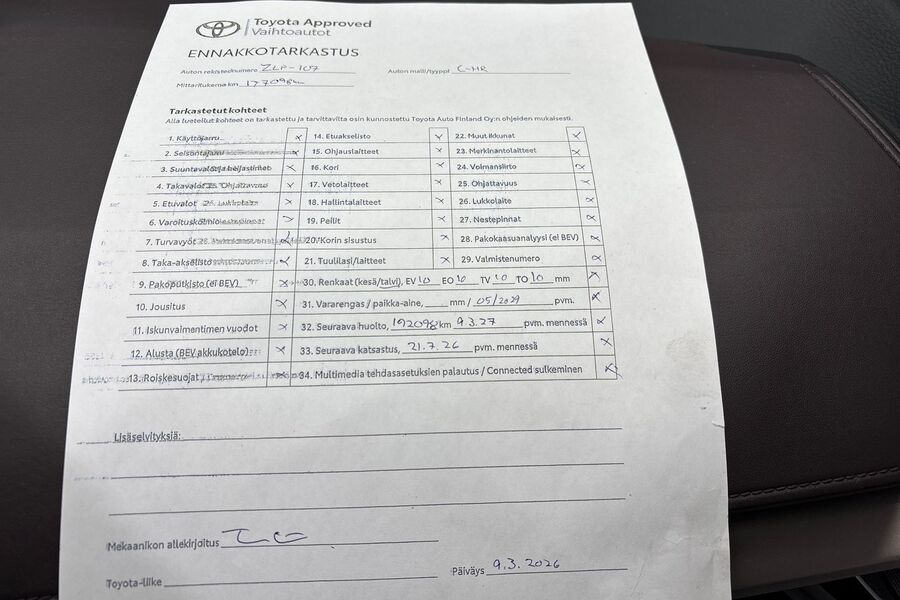 Toyota Approved
Vaihtoautot
ENNAKKOTARKASTUS
Auton rekisterinumero ZLP-107 Auton malli/tyyppi C-HR
Mittarilukema km 177098km
Tarkastetut kohteet
Alla luetellut kohteet on tarkastettu ja tarvittavilta osin kunnostettu Toyota Auto Finland Oy:n ohjeiden mukaisesti.
1. Käyttöjarru x 14. Etuakselisto x 22. Muut ikkunat x
2. Seisontajarru x 15. Ohjauslaitteet x 23. Merkinantolaitteet x
3. Suuntavalot ja heijastimet x 16. Kori x 24. Voimansiirto x
4. Takavalot x 17. Vetolaitteet x 25. Ohjattavuus x
5. Etuvalot x 18. Hallintalaitteet x 26. Lukkolaite x
6. Varoituskolmio x 19. Peilit x 27. Nestepinnat x
7. Turvavyöt x 20. Korin sisustus x 28. Pakokaasuanalyysi (ei BEV) x
8. Taka-akselisto x 21. Tuulilasi/laitteet x 29. Valmistenumero x
9. Pakoputkisto (ei BEV) x 30. Renkaat (kesä/talvi), EV 10 EO 10 TV 10 TO 10 mm x
10. Jousitus x 31. Vararengas / paikka-aine, ____ mm / 05/2029 pvm. x
11. Iskunvaimentimen vuodot x 32. Seuraava huolto, 192098 km 9.3.27 pvm. mennessä x
12. Alusta (BEV akkukotelo) x 33. Seuraava katsastus, 21.7.26 pvm. mennessä x
13. Roiskesuojat x 34. Multimedia tehdasasetuksien palautus / Connected sulkeminen x
Lisäselvityksiä:
Mekaanikon allekirjoitus
Toyota-liike Päiväys 9.3.2026